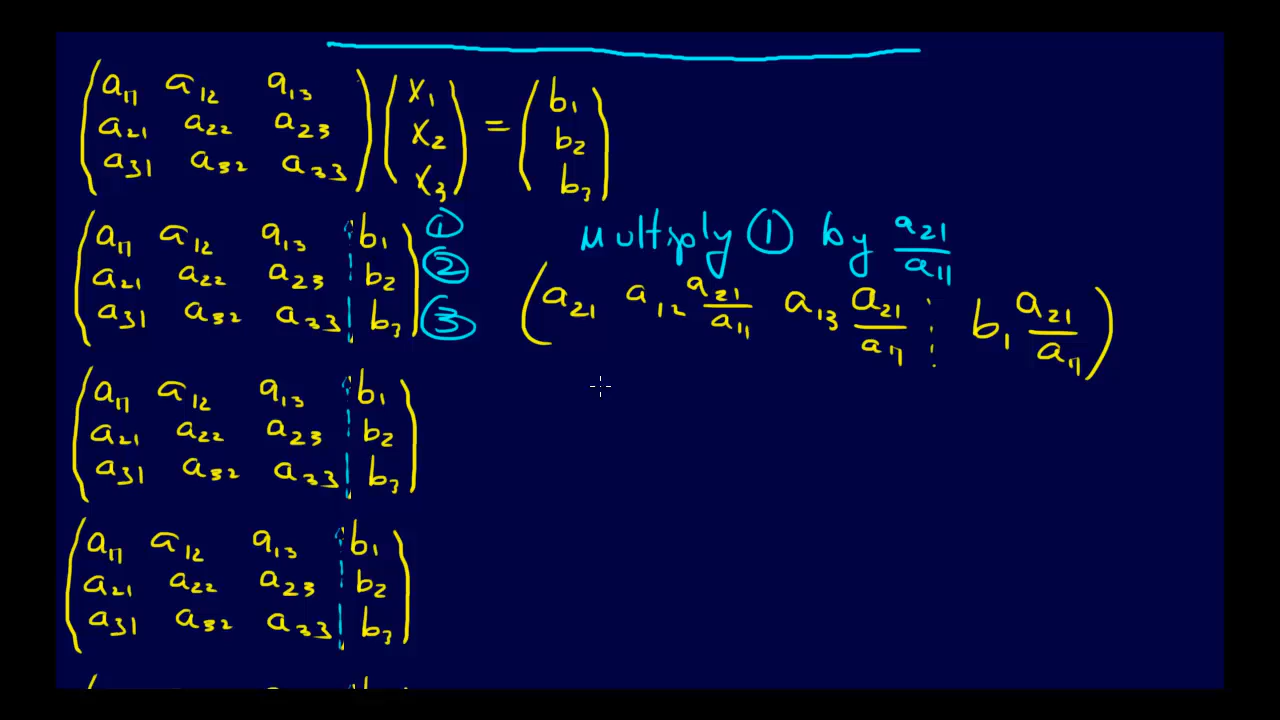 a11 a12 a13 x1 b1
a21 a22 a23 x2 = b2
a31 a32 a33 x3 b3
a11 a12 a13 b1 ①
a21 a22 a23 b2 ②
a31 a32 a33 b3 ③
Multiply ① by a21/a11
(a21 a12 a21/a11 a13 a21/a11 ⋮ b1 a21/a11)
a11 a12 a13 b1
a21 a22 a23 b2
a31 a32 a33 b3
a11 a12 a13 b1
a21 a22 a23 b2
a31 a32 a33 b3